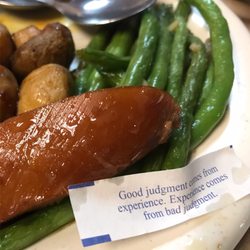 Good judgment comes from
experience. Experience comes
from bad judgment.